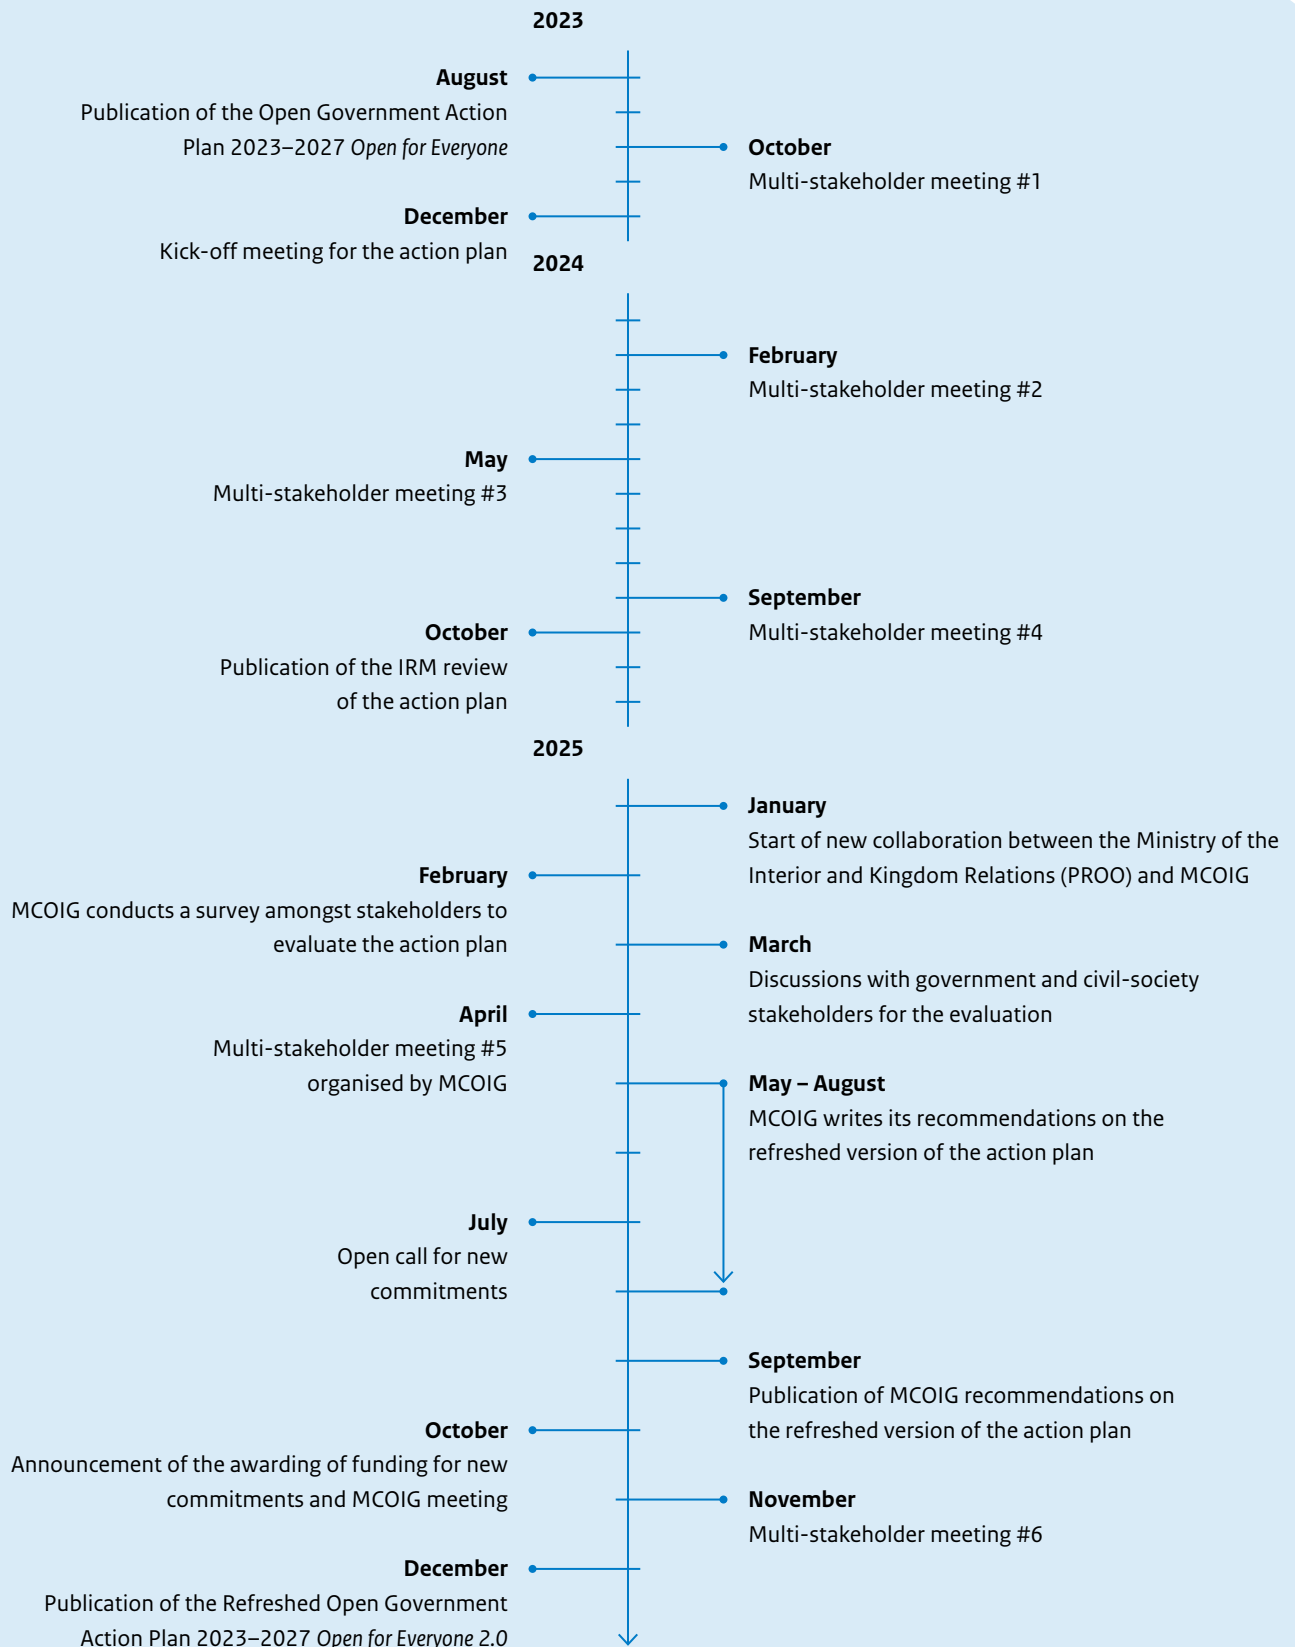 2023
August
Publication of the Open Government Action
Plan 2023–2027 Open for Everyone
October
Multi-stakeholder meeting #1
December
Kick-off meeting for the action plan
2024
February
Multi-stakeholder meeting #2
May
Multi-stakeholder meeting #3
September
Multi-stakeholder meeting #4
October
Publication of the IRM review
of the action plan
2025
January
Start of new collaboration between the Ministry of the
Interior and Kingdom Relations (PROO) and MCOIG
February
MCOIG conducts a survey amongst stakeholders to
evaluate the action plan
March
Discussions with government and civil-society
stakeholders for the evaluation
April
Multi-stakeholder meeting #5
organised by MCOIG
May – August
MCOIG writes its recommendations on the
refreshed version of the action plan
July
Open call for new
commitments
September
Publication of MCOIG recommendations on
the refreshed version of the action plan
October
Announcement of the awarding of funding for new
commitments and MCOIG meeting
November
Multi-stakeholder meeting #6
December
Publication of the Refreshed Open Government
Action Plan 2023–2027 Open for Everyone 2.0